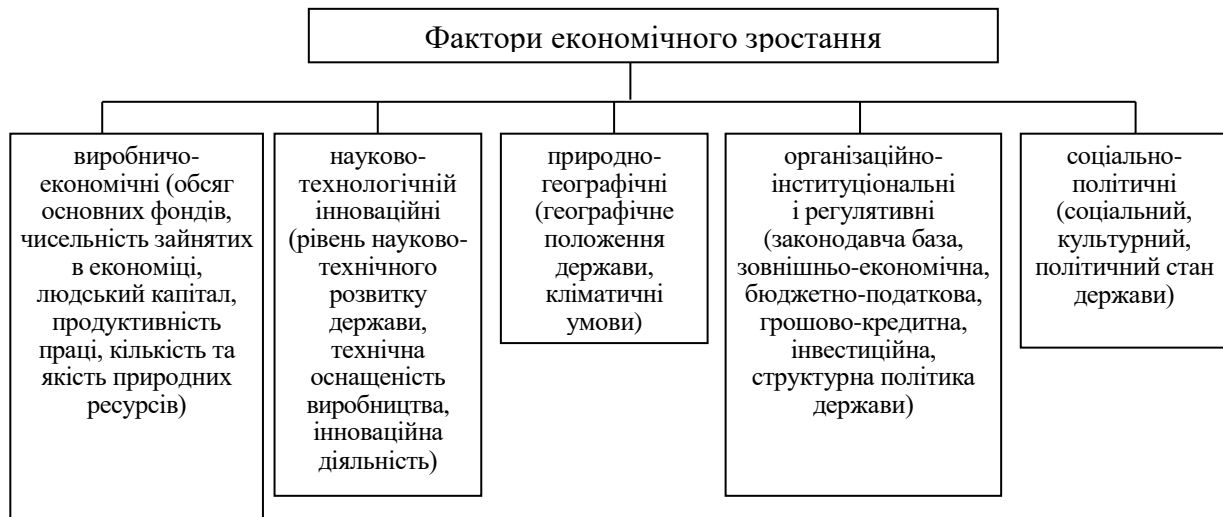 Фактори економічного зростання
виробничо-
економічні (обсяг
основних фондів,
чисельність зайнятих
в економіці,
людський капітал,
продуктивність
праці, кількість та
якість природних
ресурсів)
науково-
технологічній
інноваційні
(рівень науково-
технічного
розвитку
держави,
технічна
оснащеність
виробництва,
інноваційна
діяльність)
природно-
географічні
(географічне
положення
держави,
кліматичні
умови)
організаційно-
інституціональні
і регулятивні
(законодавча база,
зовнішньо-економічна,
бюджетно-податкова,
грошово-кредитна,
інвестиційна,
структурна політика
держави)
соціально-
політичні
(соціальний,
культурний,
політичний стан
держави)